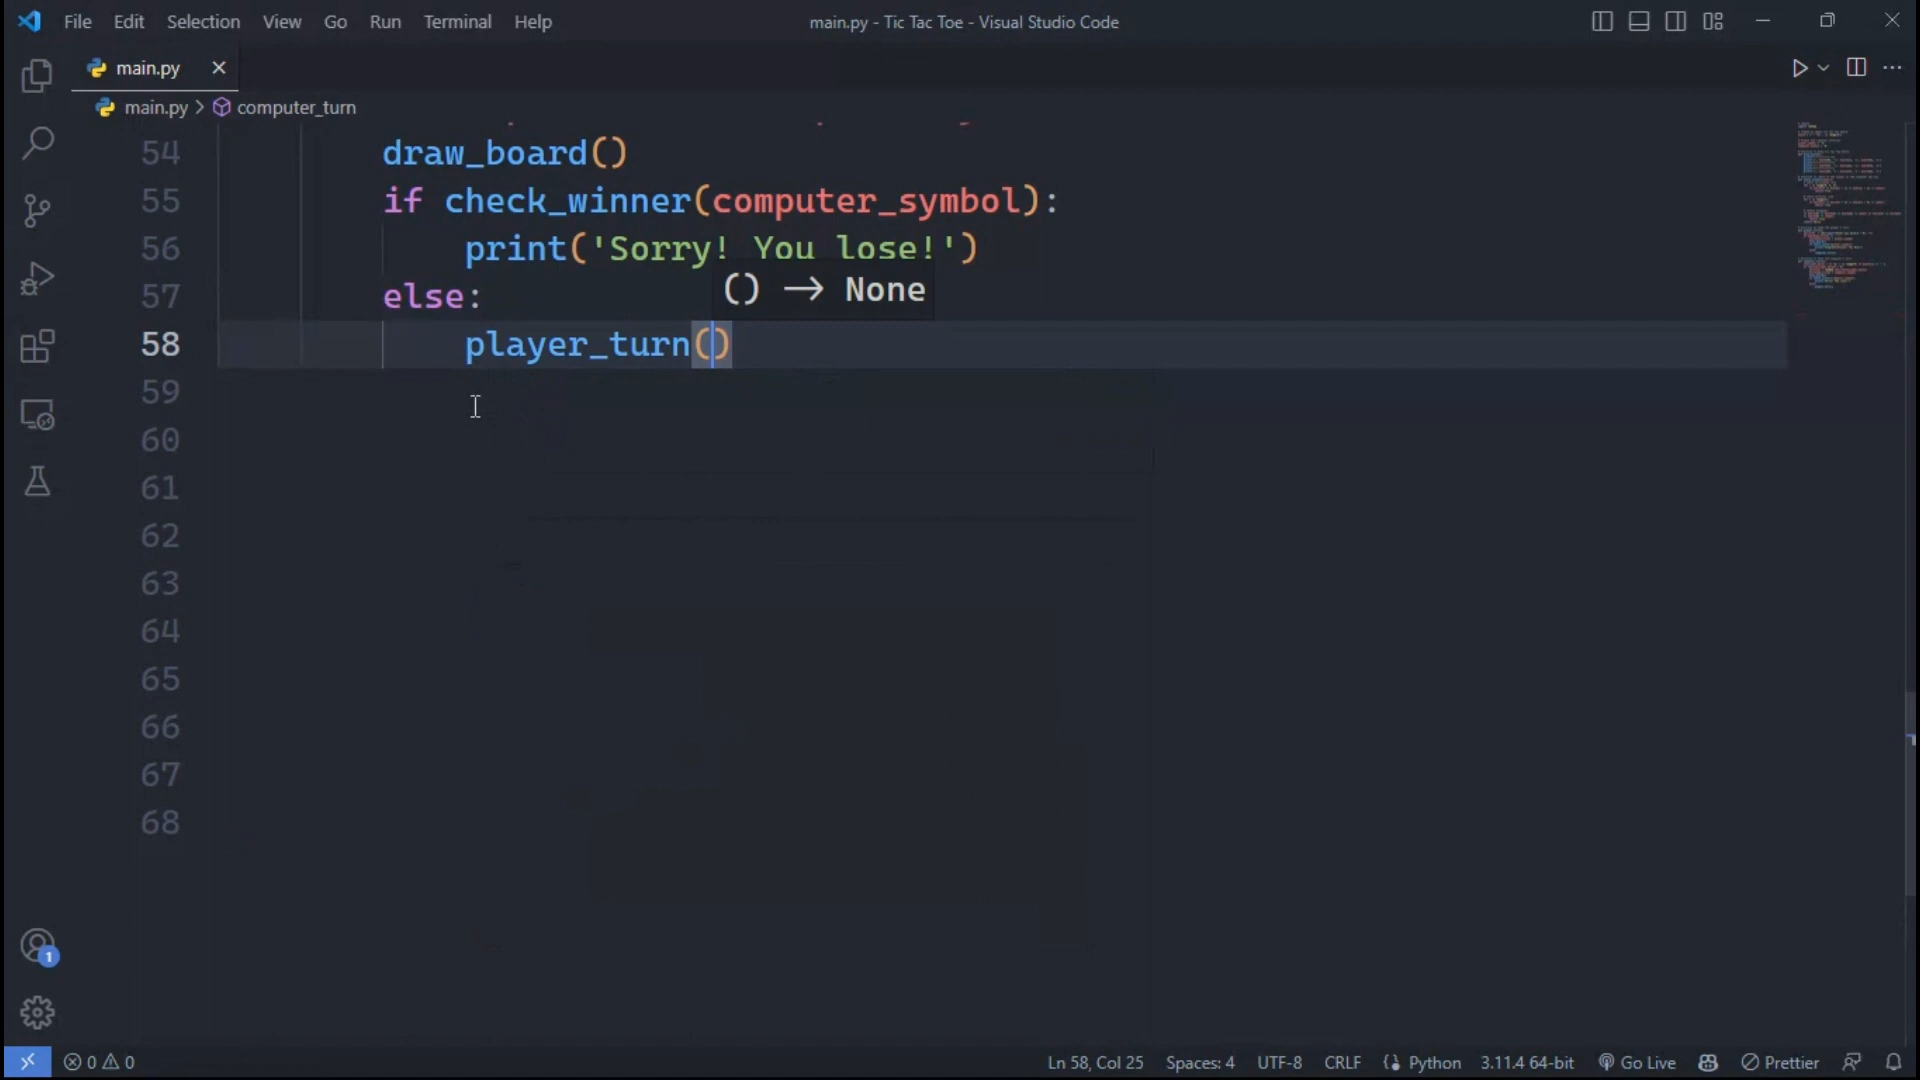 File Edit Selection View Go Run Terminal Help main.py - Tic Tac Toe - Visual Studio Code
main.py
main.py > computer_turn
54 draw_board()
55 if check_winner(computer_symbol):
56 print('Sorry! You lose!')
57 else:
() → None
58 player_turn()
59
60
61
62
63
64
65
66
67
68
1
0 0 Ln 58, Col 25 Spaces: 4 UTF-8 CRLF Python 3.11.4 64-bit Go Live Prettier